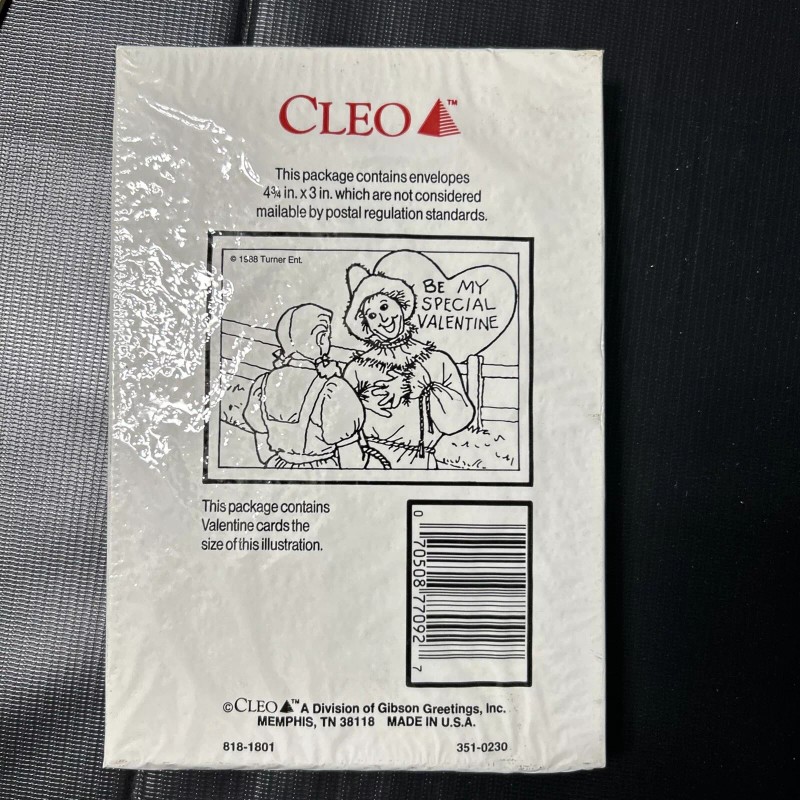 CLEO™
This package contains envelopes
4¾ in. x 3 in. which are not considered
mailable by postal regulation standards.
© 1988 Turner Ent.
BE MY
SPECIAL
VALENTINE
This package contains
Valentine cards the
size of this illustration.
0 70508 77092 7
©CLEO™ A Division of Gibson Greetings, Inc.
MEMPHIS, TN 38118 MADE IN U.S.A.
818-1801 351-0230